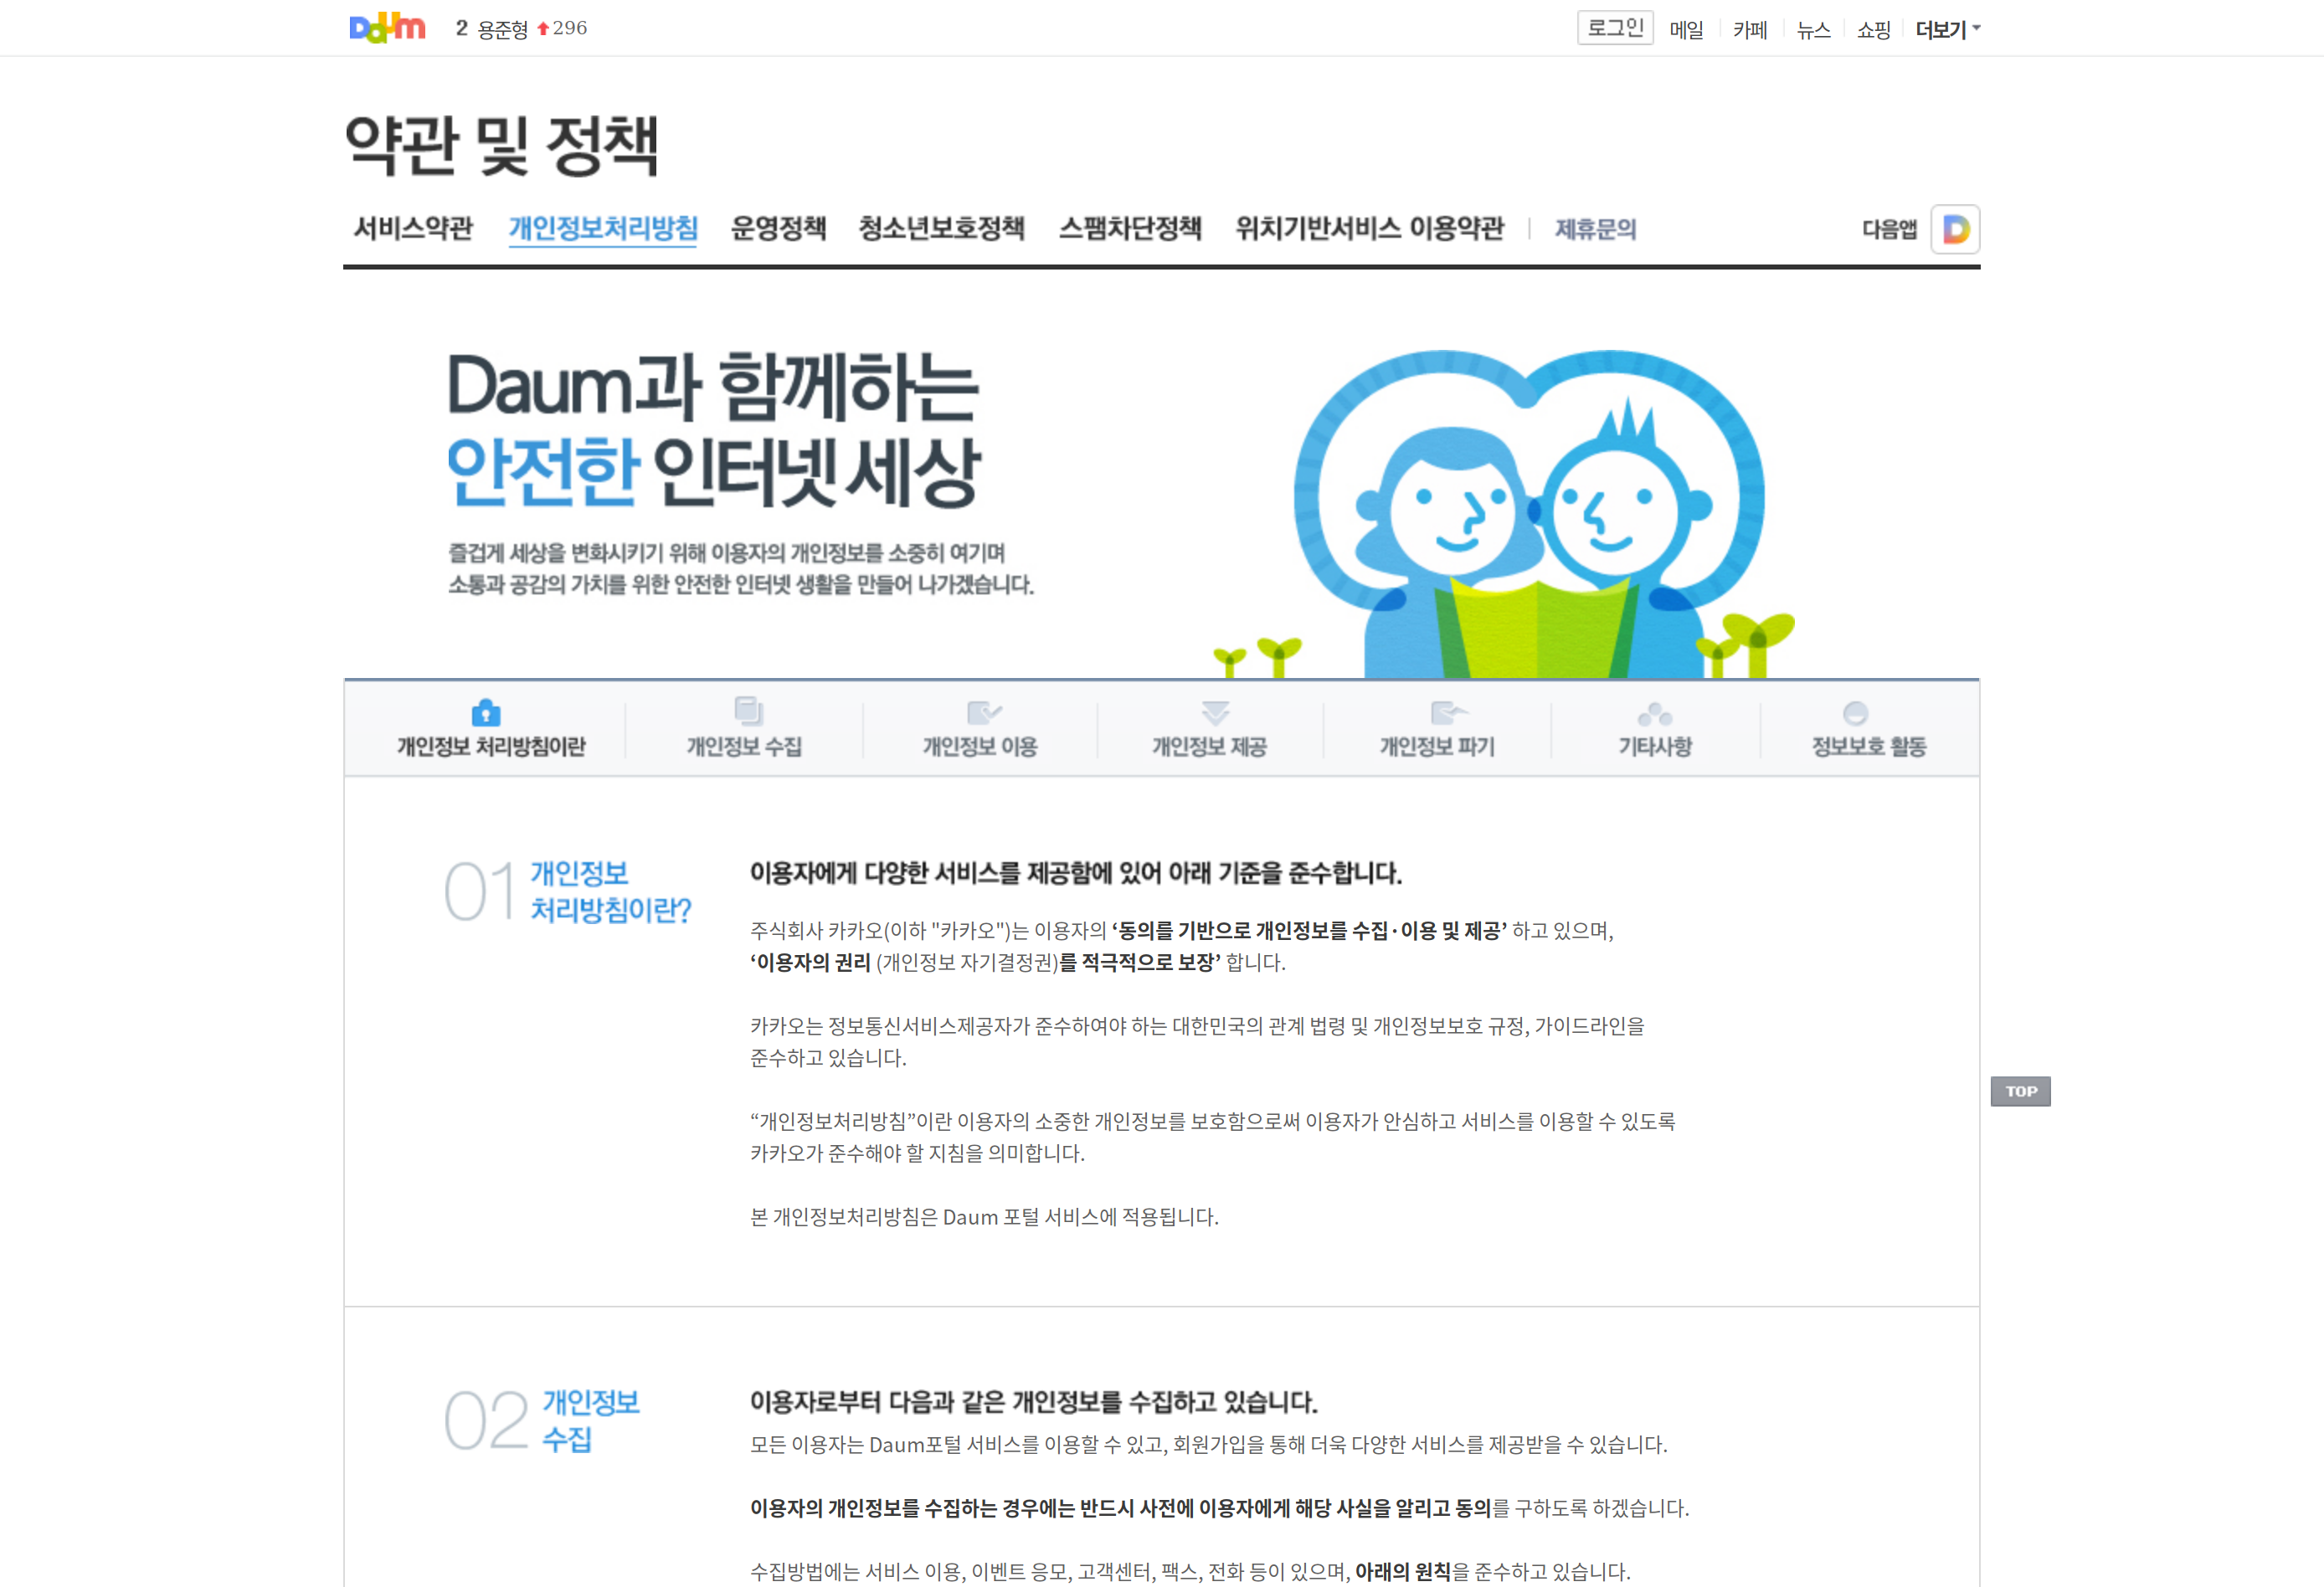 Daum 2 용준형 296 로그인 메일 카페 뉴스 쇼핑 더보기
약관 및 정책
서비스약관 개인정보처리방침 운영정책 청소년보호정책 스팸차단정책 위치기반서비스 이용약관 제휴문의 다음앱 D
Daum과 함께하는
안전한 인터넷 세상
즐겁게 세상을 변화시키기 위해 이용자의 개인정보를 소중히 여기며
소통과 공감의 가치를 위한 안전한 인터넷 생활을 만들어 나가겠습니다.
개인정보 처리방침이란 개인정보 수집 개인정보 이용 개인정보 제공 개인정보 파기 기타사항 정보보호 활동
01 개인정보
처리방침이란?
이용자에게 다양한 서비스를 제공함에 있어 아래 기준을 준수합니다.
주식회사 카카오(이하 "카카오")는 이용자의 ‘동의를 기반으로 개인정보를 수집·이용 및 제공’ 하고 있으며,
‘이용자의 권리 (개인정보 자기결정권)를 적극적으로 보장’ 합니다.
카카오는 정보통신서비스제공자가 준수하여야 하는 대한민국의 관계 법령 및 개인정보보호 규정, 가이드라인을
준수하고 있습니다.
TOP
“개인정보처리방침”이란 이용자의 소중한 개인정보를 보호함으로써 이용자가 안심하고 서비스를 이용할 수 있도록
카카오가 준수해야 할 지침을 의미합니다.
본 개인정보처리방침은 Daum 포털 서비스에 적용됩니다.
02 개인정보
수집
이용자로부터 다음과 같은 개인정보를 수집하고 있습니다.
모든 이용자는 Daum포털 서비스를 이용할 수 있고, 회원가입을 통해 더욱 다양한 서비스를 제공받을 수 있습니다.
이용자의 개인정보를 수집하는 경우에는 반드시 사전에 이용자에게 해당 사실을 알리고 동의를 구하도록 하겠습니다.
수집방법에는 서비스 이용, 이벤트 응모, 고객센터, 팩스, 전화 등이 있으며, 아래의 원칙을 준수하고 있습니다.